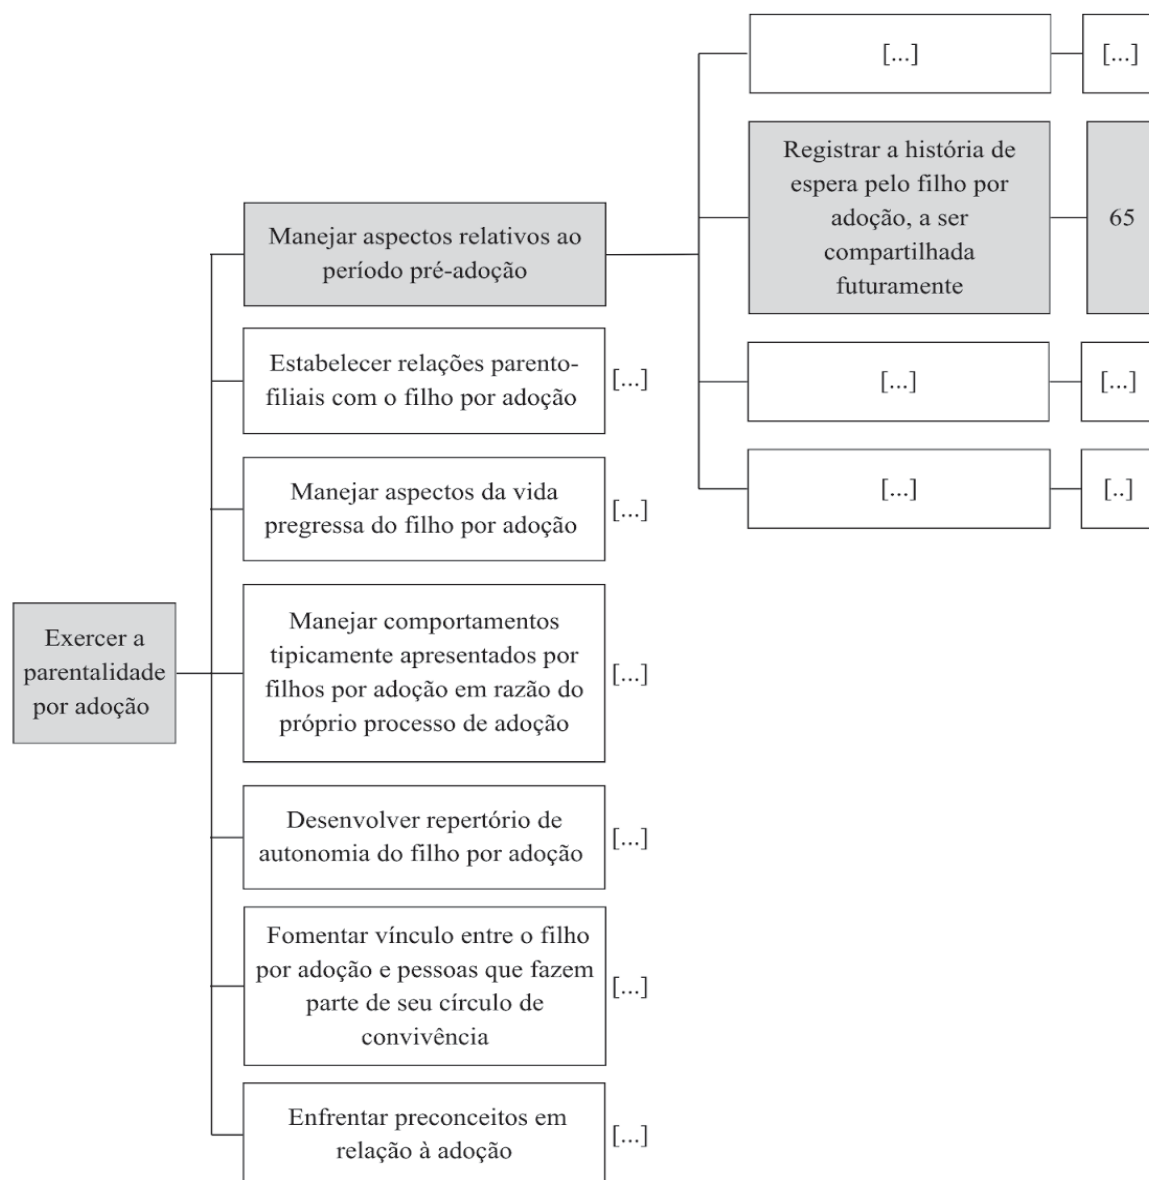 [...]
[...]
Registrar a história de
espera pelo filho por
adoção, a ser
compartilhada
futuramente
65
Manejar aspectos relativos ao
período pré-adoção
Estabelecer relações parento-
filiais com o filho por adoção
[...]
[...]
[...]
Manejar aspectos da vida
pregressa do filho por adoção
[...]
[...]
[..]
Exercer a
parentalidade
por adoção
Manejar comportamentos
tipicamente apresentados por
filhos por adoção em razão do
próprio processo de adoção
[...]
Desenvolver repertório de
autonomia do filho por adoção
[...]
Fomentar vínculo entre o filho
por adoção e pessoas que fazem
parte de seu círculo de
convivência
[...]
Enfrentar preconceitos em
relação à adoção
[...]